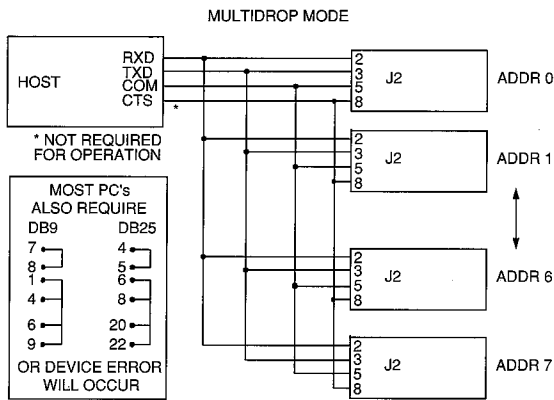 MULTIDROP MODE
HOST
RXD
TXD
COM
CTS
*
* NOT REQUIRED
FOR OPERATION
2
3
5
8
J2
ADDR 0
2
3
5
8
J2
ADDR 1
2
3
5
8
J2
ADDR 6
2
3
5
8
J2
ADDR 7
MOST PC's
ALSO REQUIRE
DB9 DB25
7 4
8 5
1 6
4 8
6 20
9 22
OR DEVICE ERROR
WILL OCCUR